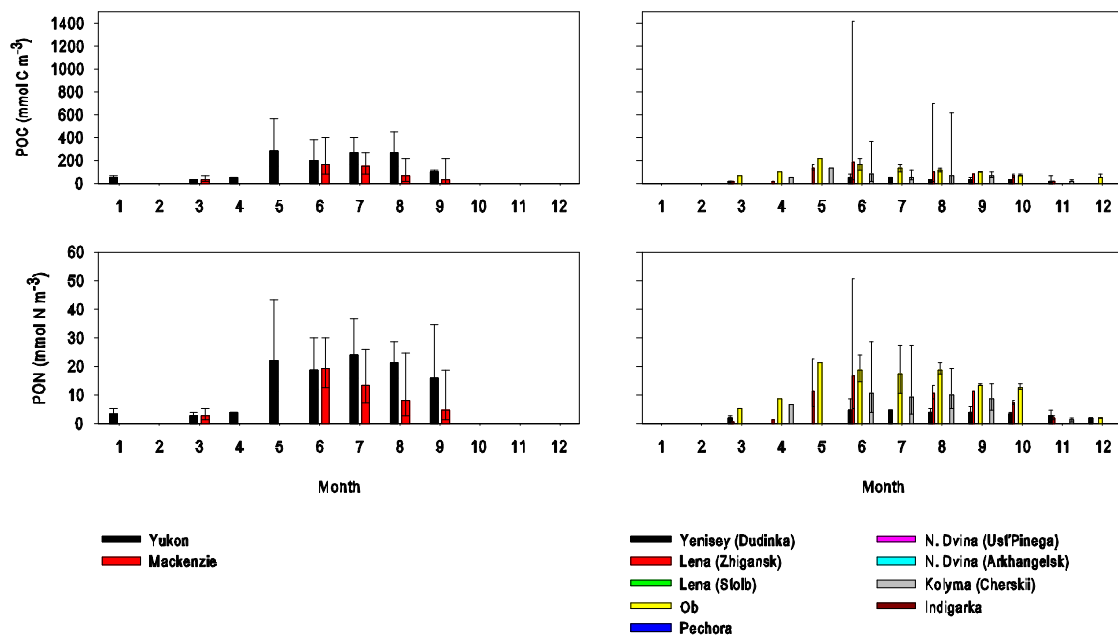 POC (mmol C m⁻³)
1400
1200
1000
800
600
400
200
0
1 2 3 4 5 6 7 8 9 10 11 12
1 2 3 4 5 6 7 8 9 10 11 12
PON (mmol N m⁻³)
60
50
40
30
20
10
0
1 2 3 4 5 6 7 8 9 10 11 12
1 2 3 4 5 6 7 8 9 10 11 12
Month
Month
Yukon
Mackenzie
Yenisey (Dudinka)
Lena (Zhigansk)
Lena (Stolb)
Ob
Pechora
N. Dvina (Ust'Pinega)
N. Dvina (Arkhangelsk)
Kolyma (Cherskii)
Indigarka